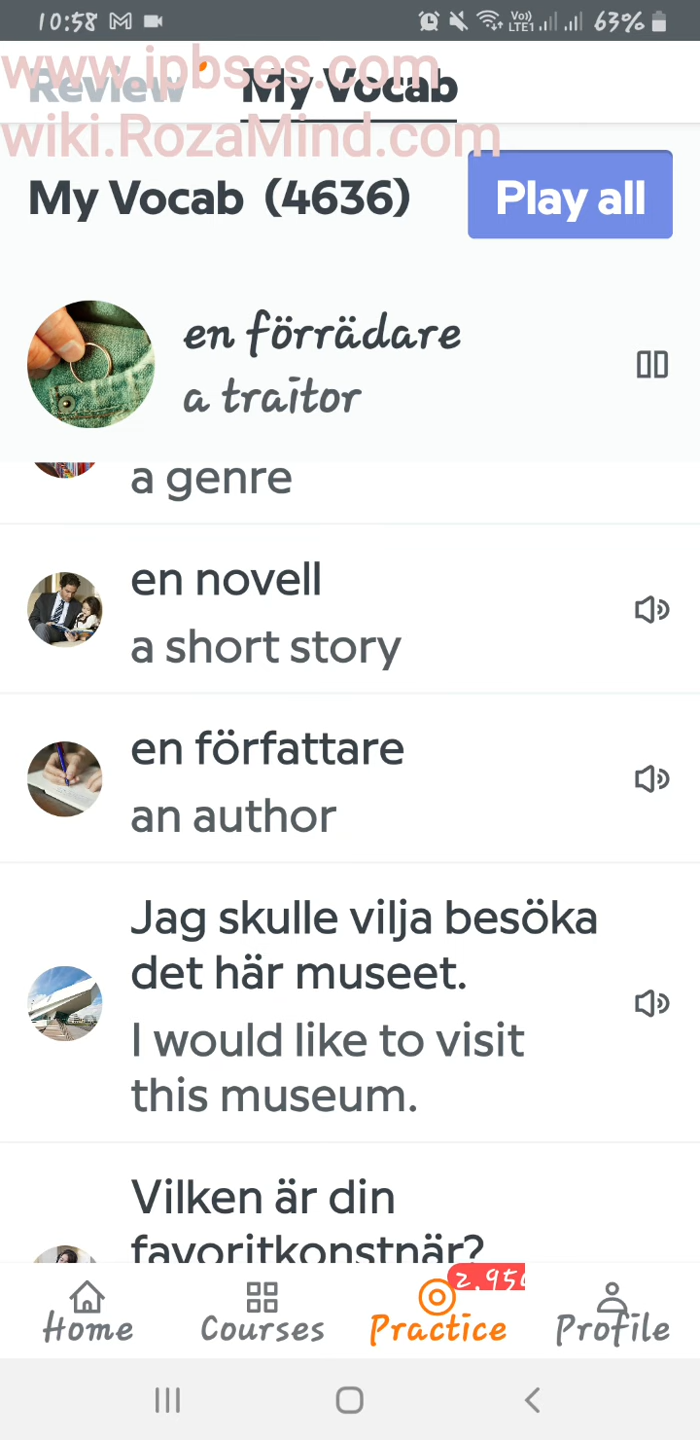 10:58 Vo)) LTE1 63%
www.ipbses.com
Review My Vocab
wiki.RozaMind.com
My Vocab (4636) Play all
en förrädare
a traitor
a genre
en novell
a short story
en författare
an author
Jag skulle vilja besöka
det här museet.
I would like to visit
this museum.
Vilken är din
favoritkonstnär?
Home Courses Practice Profile